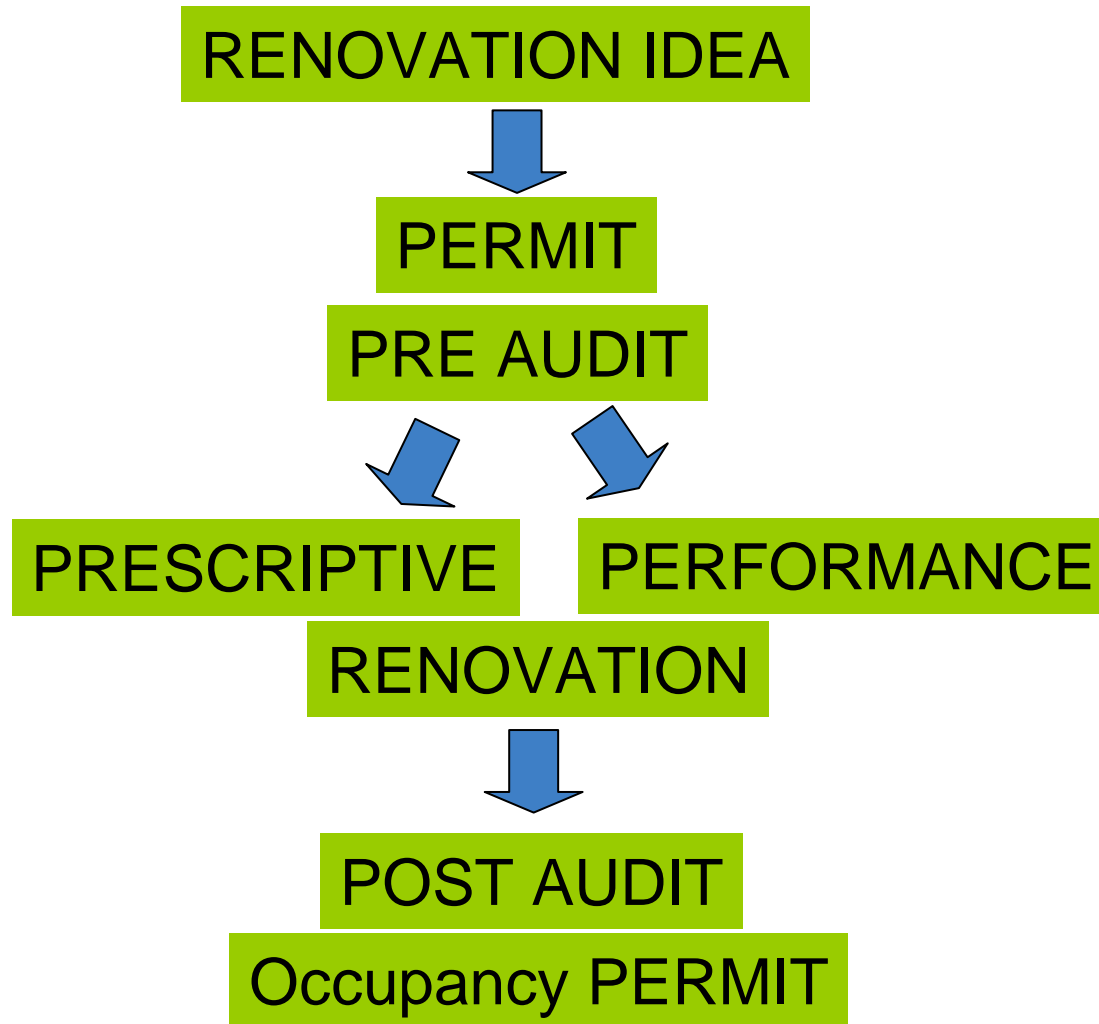 RENOVATION IDEA
PERMIT
PRE AUDIT
PRESCRIPTIVE
PERFORMANCE
RENOVATION
POST AUDIT
Occupancy PERMIT